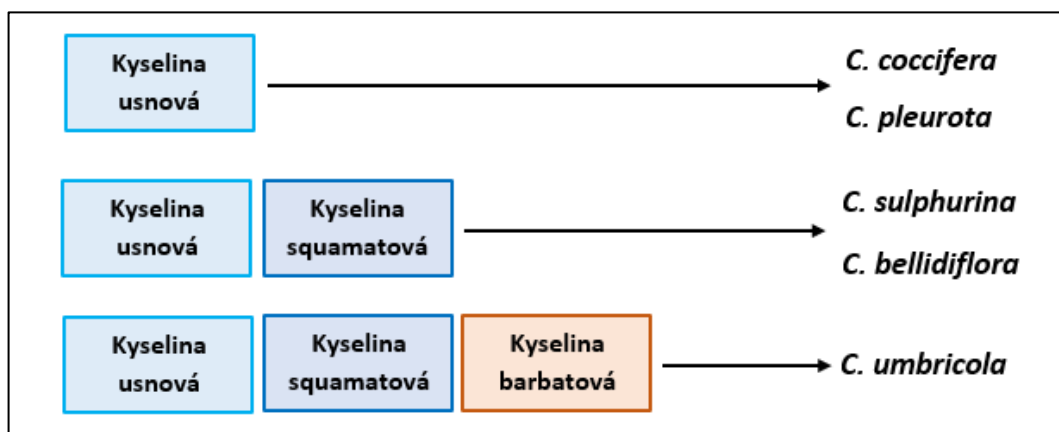 Kyselina
usnová
C. coccifera
C. pleurota
Kyselina
usnová
Kyselina
squamatová
C. sulphurina
C. bellidiflora
Kyselina
usnová
Kyselina
squamatová
Kyselina
barbatová
C. umbricola